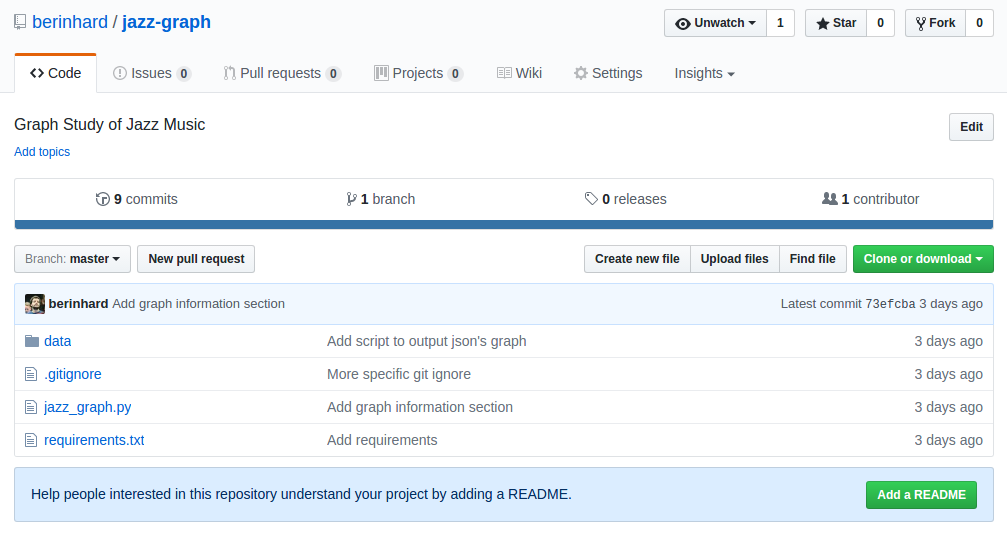 berinhard / jazz-graph
Unwatch 1 Star 0 Fork 0
Code Issues 0 Pull requests 0 Projects 0 Wiki Settings Insights
Graph Study of Jazz Music
Edit
Add topics
9 commits 1 branch 0 releases 1 contributor
Branch: master New pull request Create new file Upload files Find file Clone or download
berinhard Add graph information section Latest commit 73efcba 3 days ago
data Add script to output json's graph 3 days ago
.gitignore More specific git ignore 3 days ago
jazz_graph.py Add graph information section 3 days ago
requirements.txt Add requirements 3 days ago
Help people interested in this repository understand your project by adding a README. Add a README